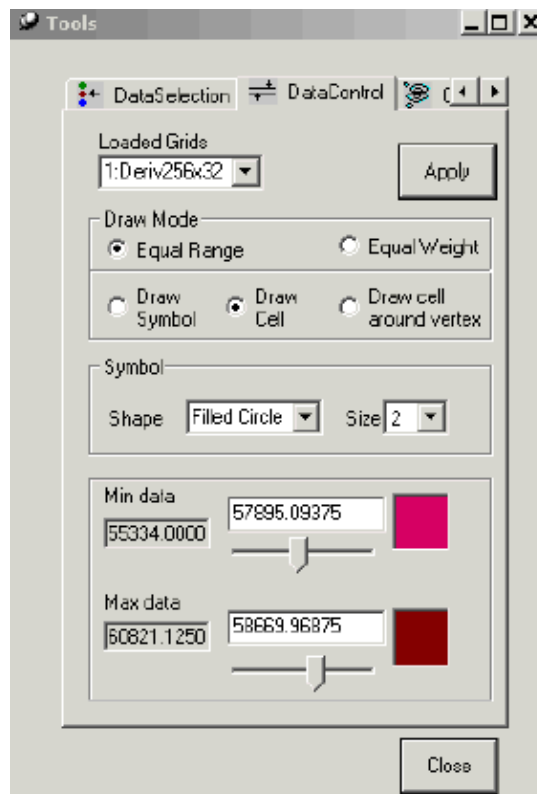 Tools
DataSelection DataControl
Loaded Grids
1:Deriv256x32
Apply
Draw Mode
Equal Range Equal Weight
Draw Symbol
Draw Cell
Draw cell around vertex
Symbol
Shape Filled Circle Size 2
Min data
55334.0000
57895.09375
Max data
60821.1250
58669.96875
Close